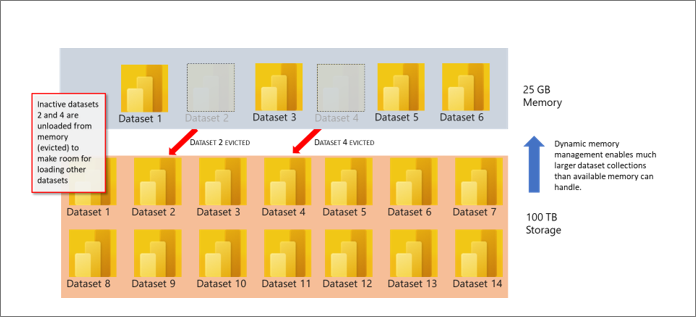 Dataset 1
Dataset 2
Dataset 3
Dataset 4
Dataset 5
Dataset 6
25 GB
Memory
Inactive datasets
2 and 4 are
unloaded from
memory
(evicted) to
make room for
loading other
datasets
DATASET 2 EVICTED
DATASET 4 EVICTED
Dynamic memory
management enables much
larger dataset collections
than available memory can
handle.
Dataset 1
Dataset 2
Dataset 3
Dataset 4
Dataset 5
Dataset 6
Dataset 7
100 TB
Storage
Dataset 8
Dataset 9
Dataset 10
Dataset 11
Dataset 12
Dataset 13
Dataset 14